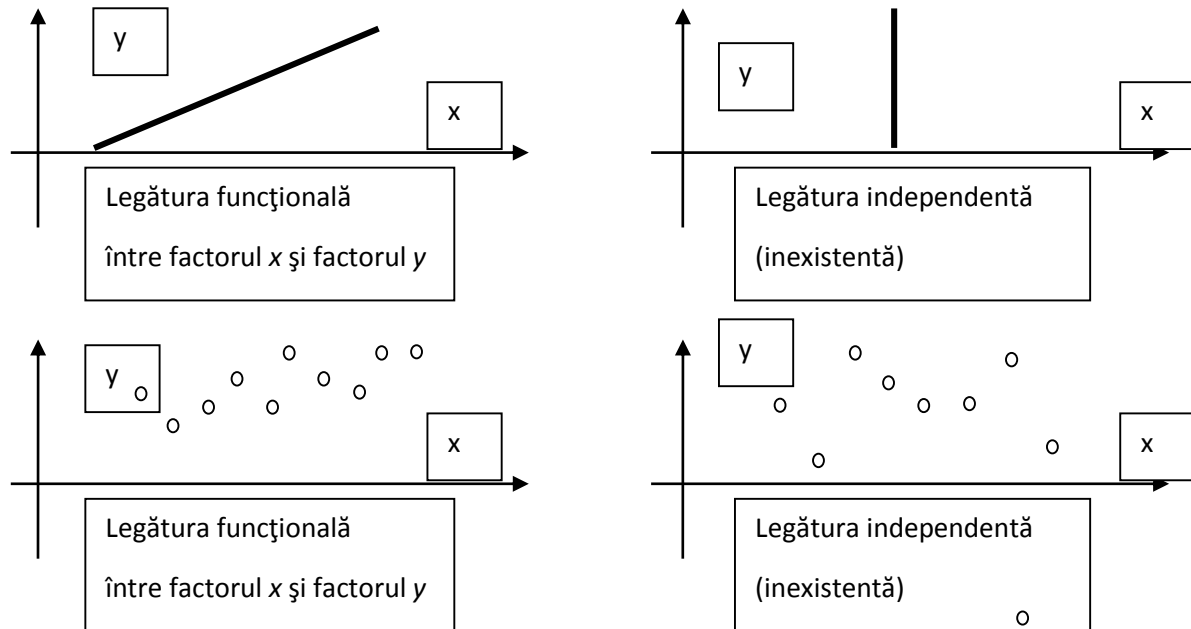 y
x
Legătura funcţională
între factorul x şi factorul y
y
x
Legătura independentă
(inexistentă)
y
x
Legătura funcţională
între factorul x şi factorul y
y
x
Legătura independentă
(inexistentă)